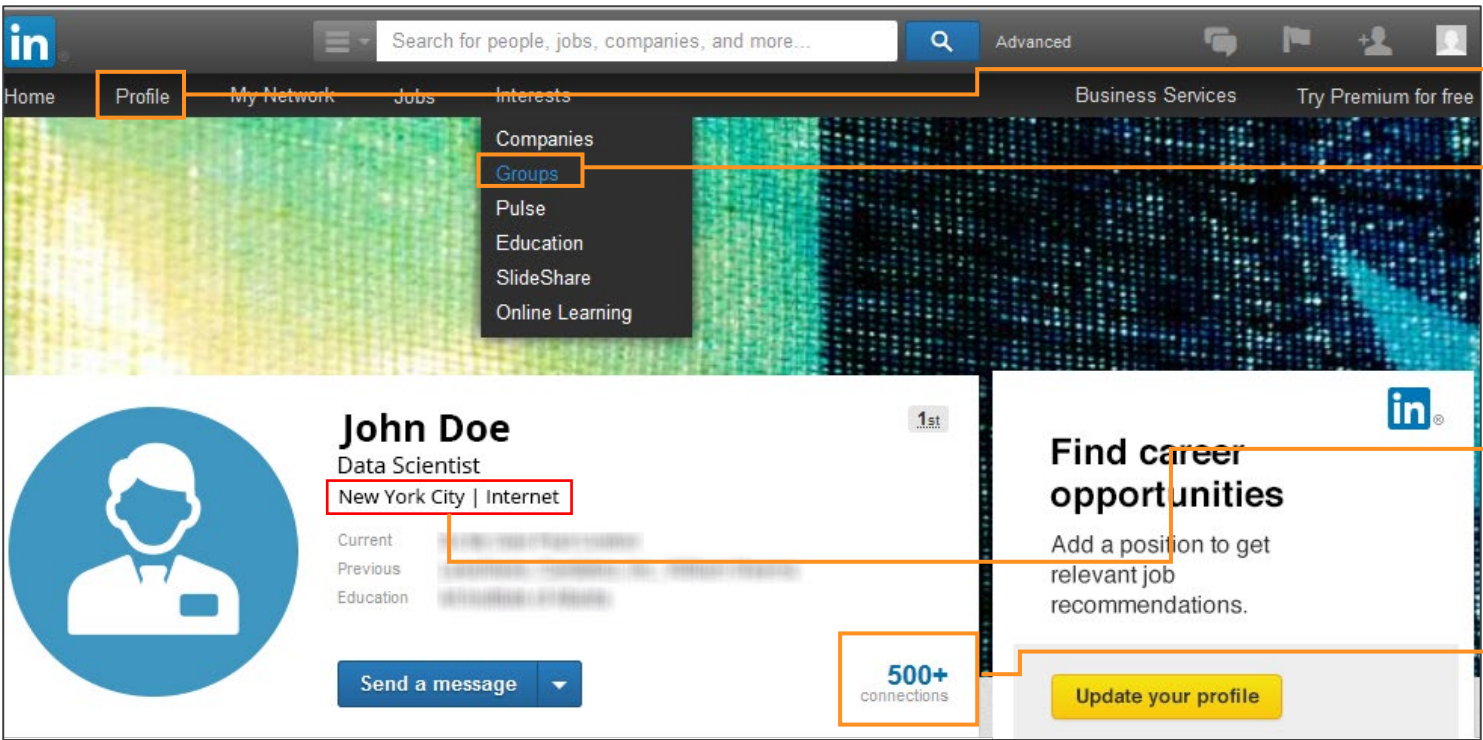 in ®
Search for people, jobs, companies, and more...
Advanced
Home Profile My Network Jobs Interests Business Services Try Premium for free
Companies
Groups
Pulse
Education
SlideShare
Online Learning
John Doe
1st
Data Scientist
New York City | Internet
Current
Previous
Education
Send a message
500+
connections
in ®
Find career
opportunities
Add a position to get
relevant job
recommendations.
Update your profile